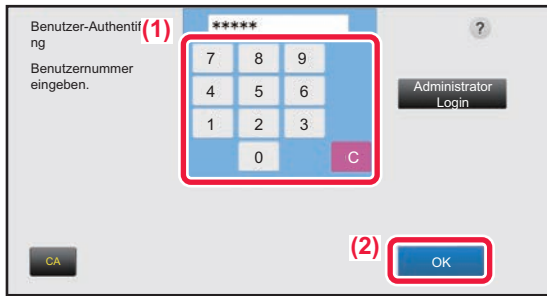 Benutzer-Authentif
ng
(1)
*****
?
Benutzernummer
eingeben.
7 8 9
4 5 6
1 2 3
0 C
Administrator
Login
CA
(2)
OK